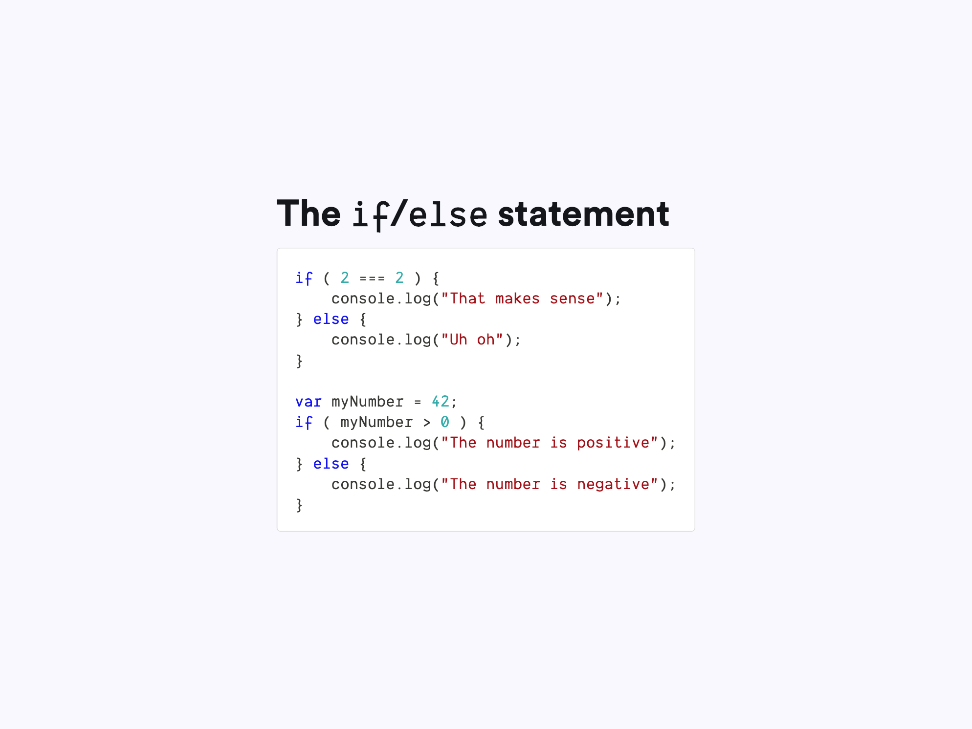 The if/else statement
if ( 2 === 2 ) {
    console.log("That makes sense");
} else {
    console.log("Uh oh");
}

var myNumber = 42;
if ( myNumber > 0 ) {
    console.log("The number is positive");
} else {
    console.log("The number is negative");
}